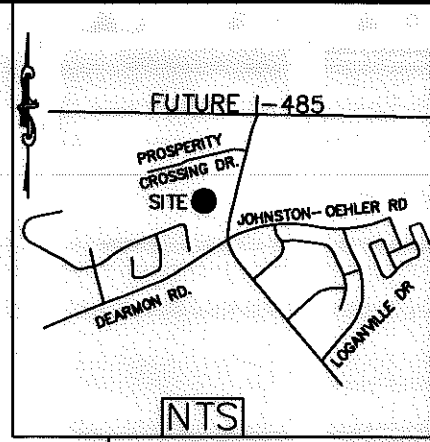 FUTURE I-485
PROSPERITY
CROSSING DR.
SITE
JOHNSTON-OEHLER RD
DEARMON RD.
LOGANVILLE DR
NTS